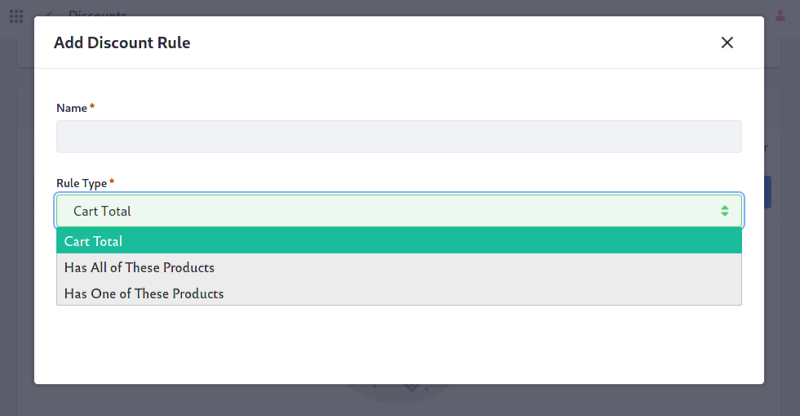 Discounts
Add Discount Rule
Name *
Rule Type *
Cart Total
Cart Total
Has All of These Products
Has One of These Products